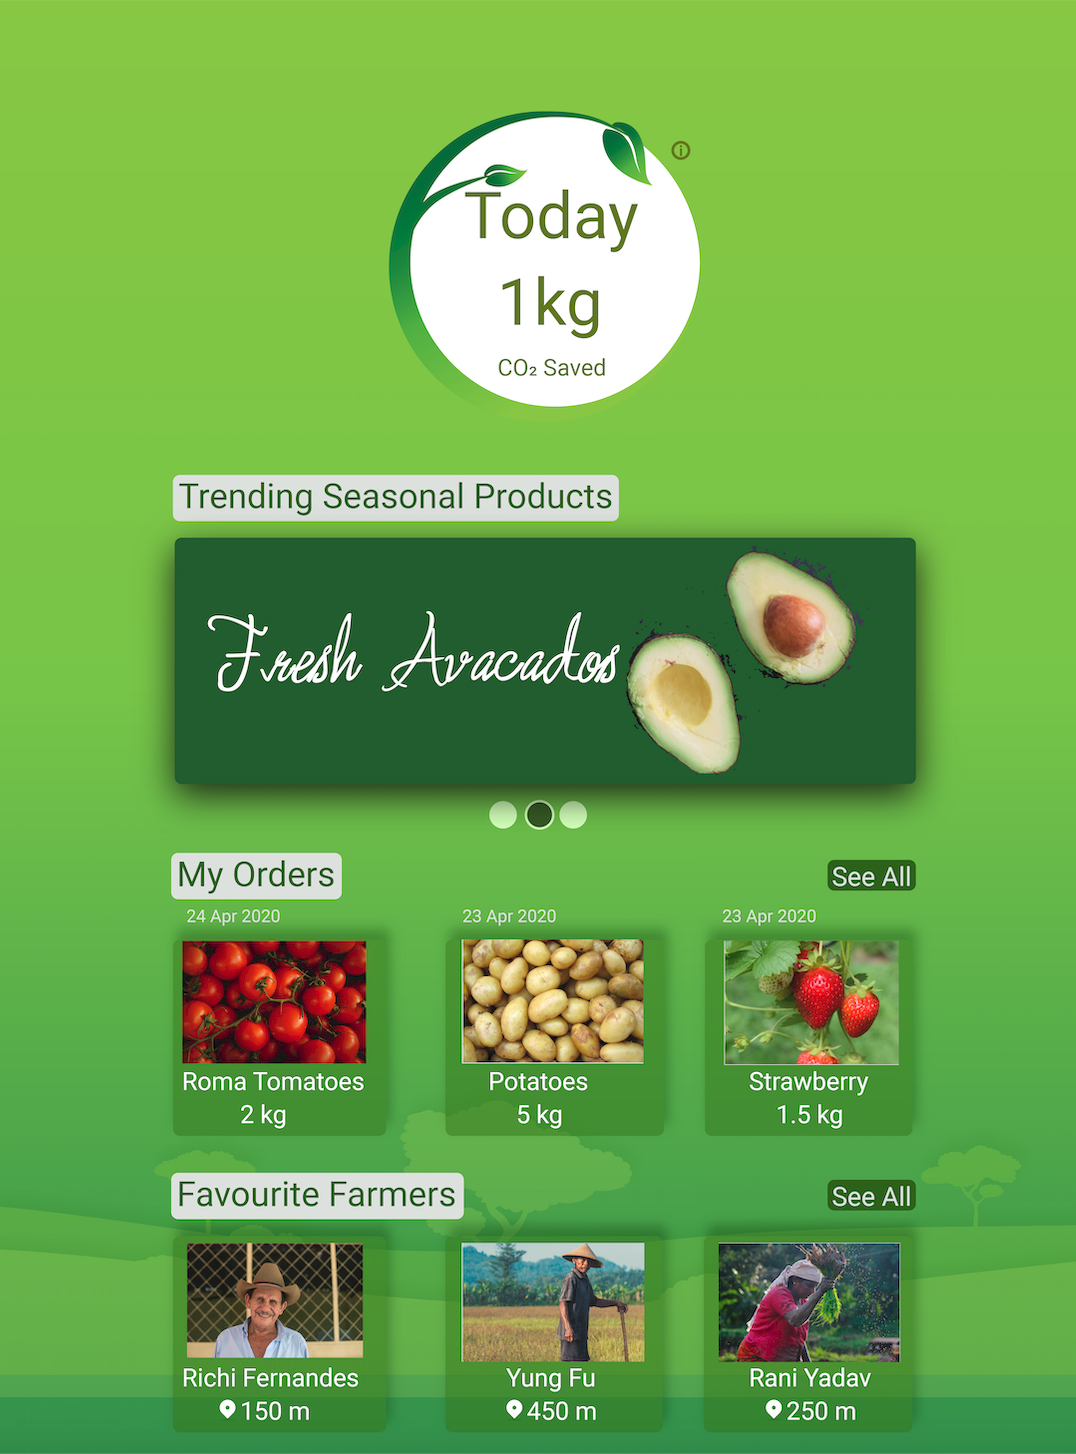 Today
1kg
CO₂ Saved
Trending Seasonal Products
Fresh Avacados
My Orders
See All
24 Apr 2020
23 Apr 2020
23 Apr 2020
Roma Tomatoes
2 kg
Potatoes
5 kg
Strawberry
1.5 kg
Favourite Farmers
See All
Richi Fernandes
150 m
Yung Fu
450 m
Rani Yadav
250 m